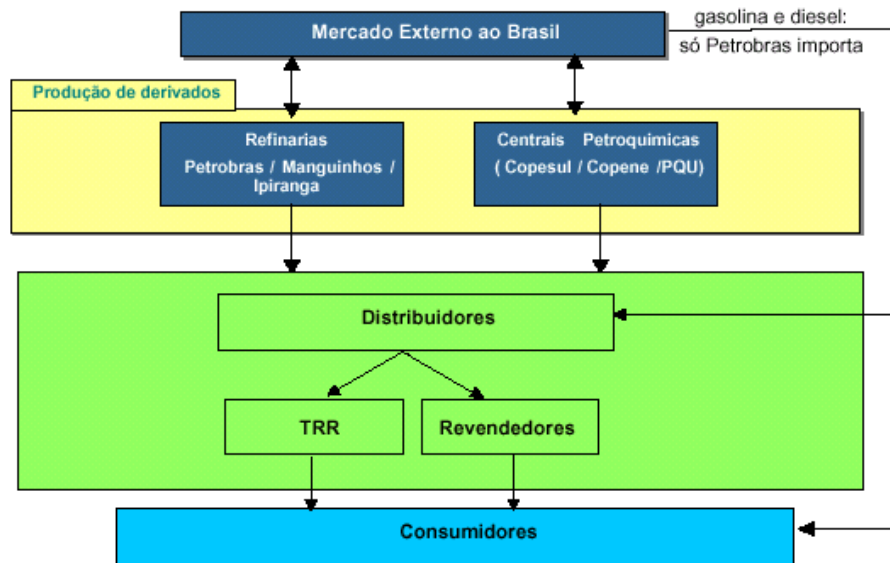 Mercado Externo ao Brasil
gasolina e diesel:
só Petrobras importa
Produção de derivados
Refinarias
Petrobras / Manguinhos /
Ipiranga
Centrais Petroquimicas
( Copesul / Copene /PQU)
Distribuidores
TRR
Revendedores
Consumidores